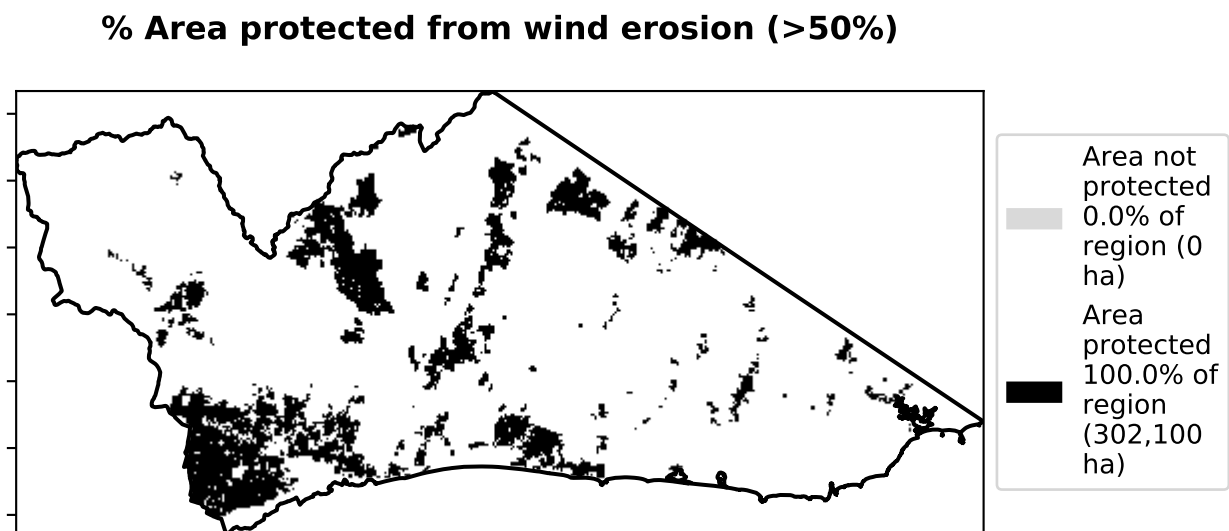 % Area protected from wind erosion (>50%)
Area not
protected
0.0% of
region (0
ha)
Area
protected
100.0% of
region
(302,100
ha)